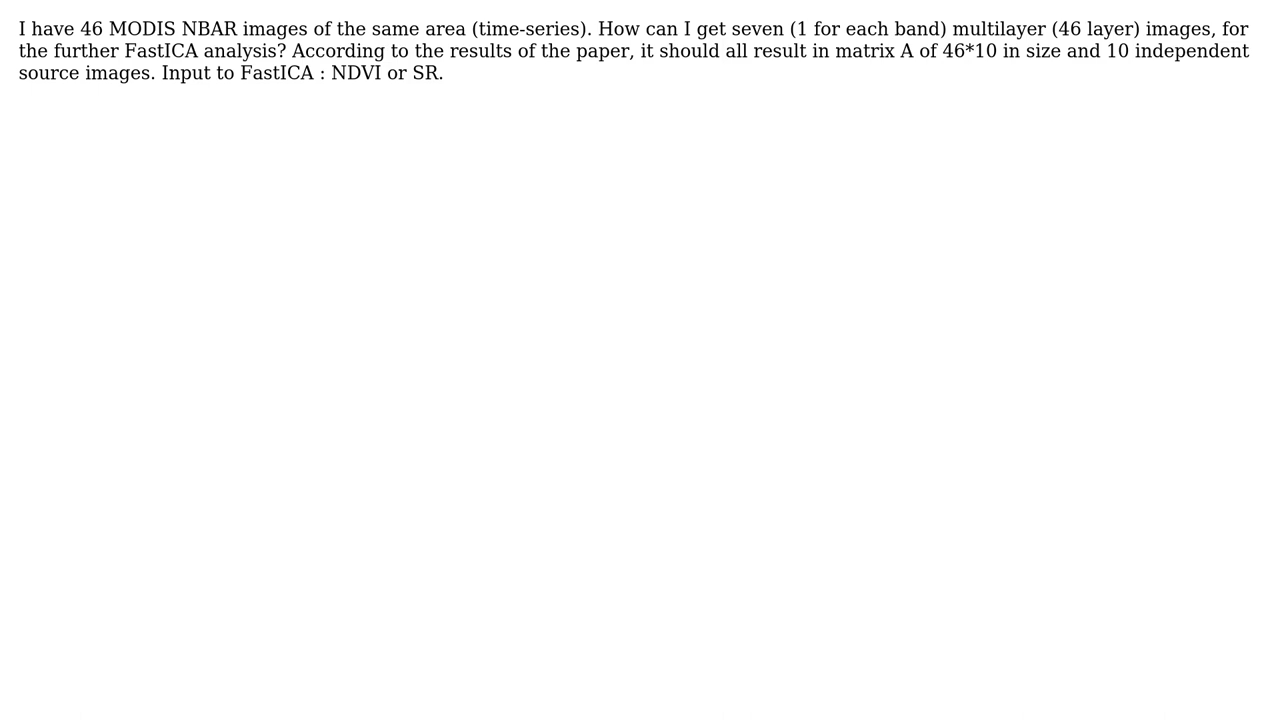 I have 46 MODIS NBAR images of the same area (time-series). How can I get seven (1 for each band) multilayer (46 layer) images, for
the further FastICA analysis? According to the results of the paper, it should all result in matrix A of 46*10 in size and 10 independent
source images. Input to FastICA : NDVI or SR.